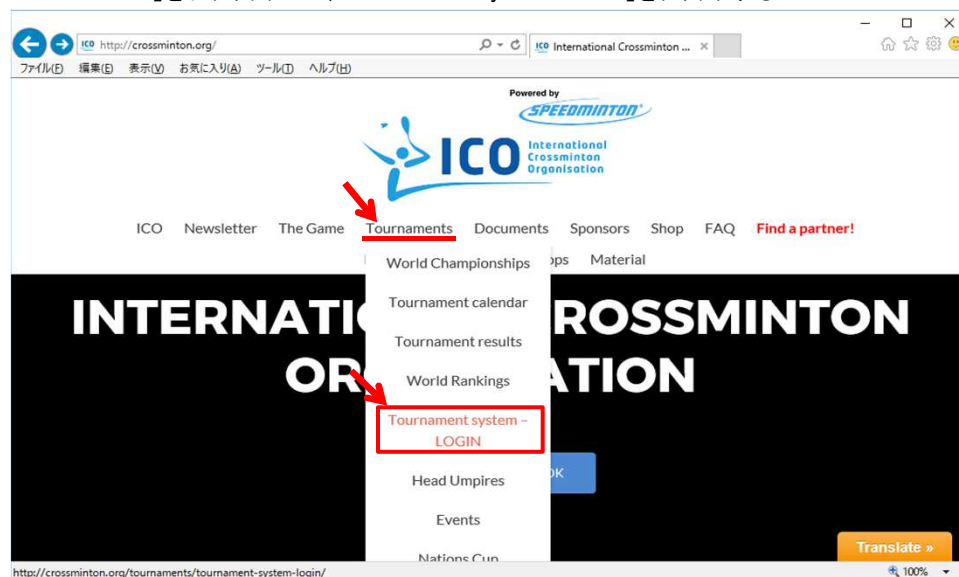 http://crossminton.org/
International Crossminton ...
ファイル(F) 編集(E) 表示(V) お気に入り(A) ツール(T) ヘルプ(H)
Powered by
SPEEDMINTON
ICO
International
Crossminton
Organisation
ICO Newsletter The Game Tournaments Documents Sponsors Shop FAQ Find a partner!
Material
World Championships
Tournament calendar
Tournament results
World Rankings
Tournament system –
LOGIN
Head Umpires
Events
Nations Cup
INTERNATI ROSSMINTON
OR ATION
OK
Translate »
http://crossminton.org/tournaments/tournament-system-login/
100%